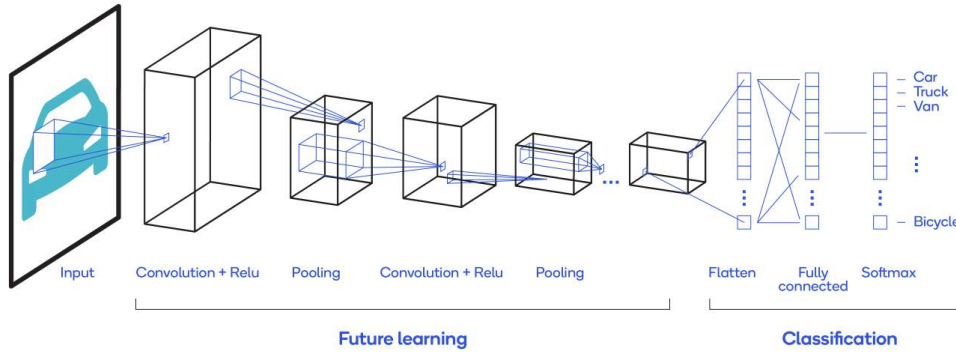 Car
Truck
Van
Bicycle
Input
Convolution + Relu
Pooling
Convolution + Relu
Pooling
Flatten
Fully
connected
Softmax
Future learning
Classification